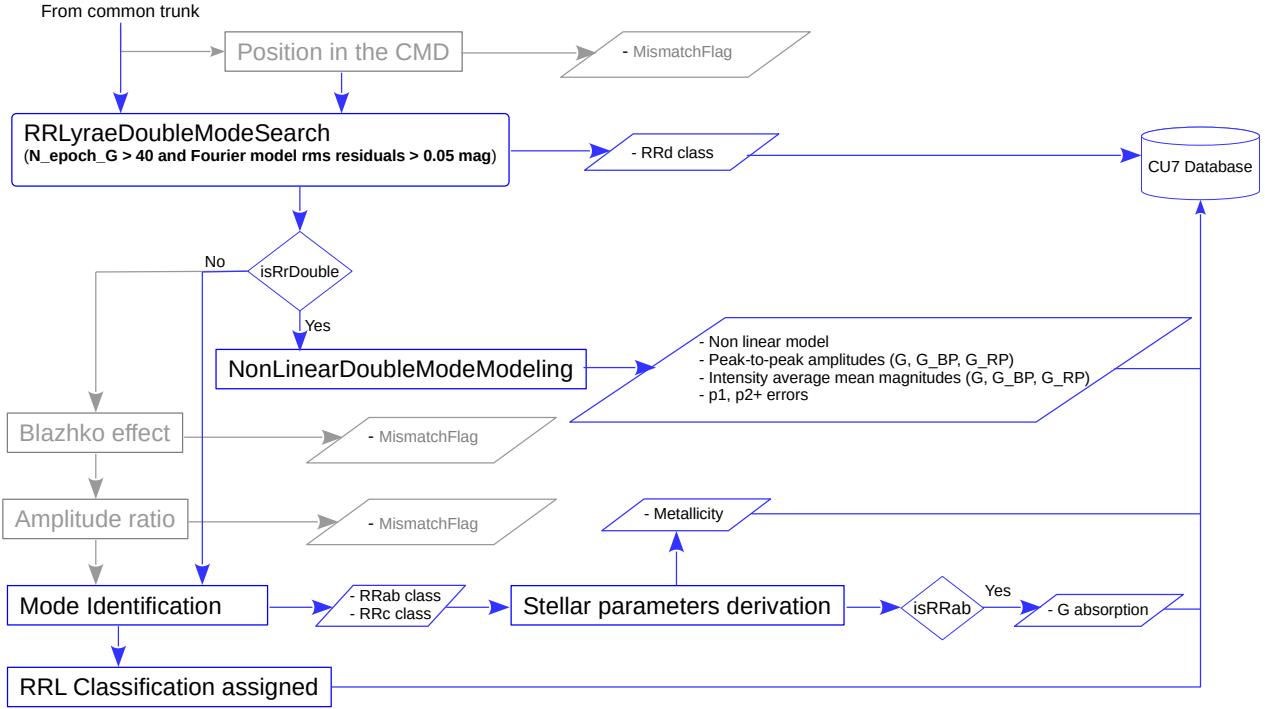 From common trunk
Position in the CMD
- MismatchFlag
RRLyraeDoubleModeSearch
(N_epoch_G > 40 and Fourier model rms residuals > 0.05 mag)
- RRd class
CU7 Database
No
isRrDouble
Yes
NonLinearDoubleModeModeling
- Non linear model
- Peak-to-peak amplitudes (G, G_BP, G_RP)
- Intensity average mean magnitudes (G, G_BP, G_RP)
- p1, p2+ errors
Blazhko effect
- MismatchFlag
Amplitude ratio
- MismatchFlag
- Metallicity
Mode Identification
- RRab class
- RRc class
Stellar parameters derivation
isRRab
Yes
- G absorption
RRL Classification assigned